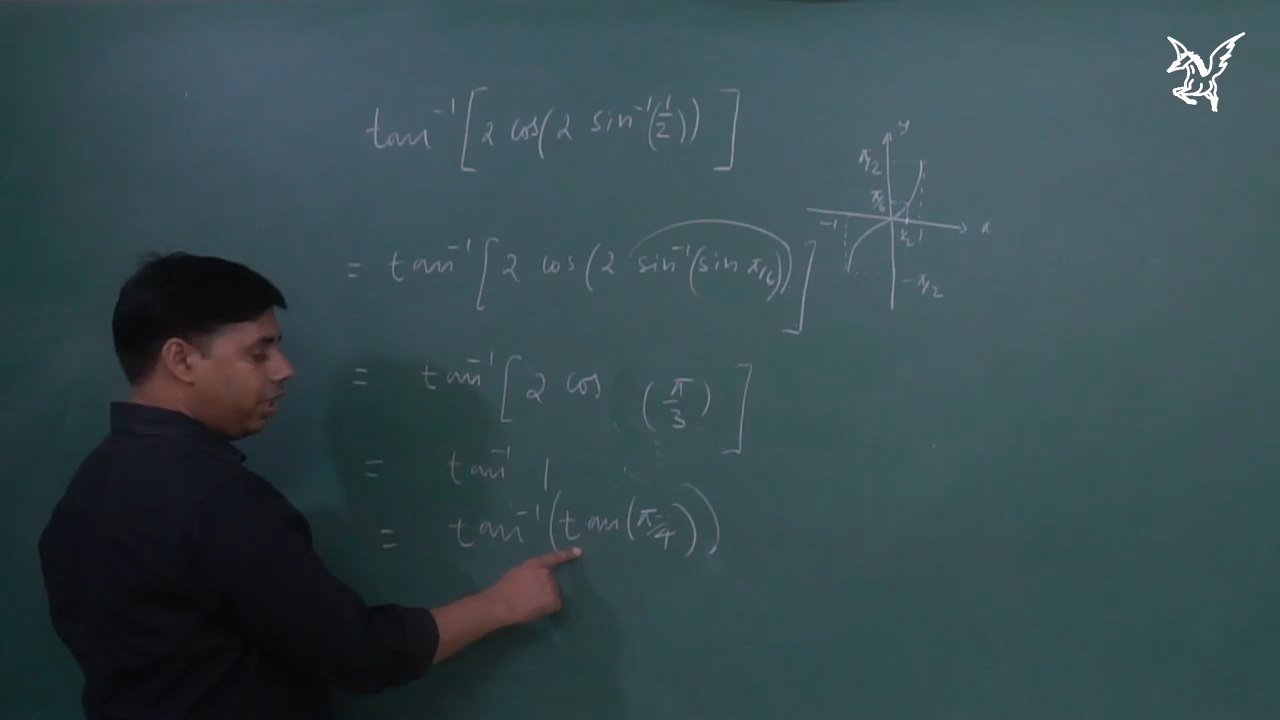 tan⁻¹ [2 cos(2 sin⁻¹(1/2))]
= tan⁻¹ [2 cos (2 sin⁻¹(sin π/6))]
= tan⁻¹ [2 cos (π/3)]
= tan⁻¹ 1
= tan⁻¹ (tan(π/4))
y
π/2
π/6
-1
1/2
1
x
-π/2